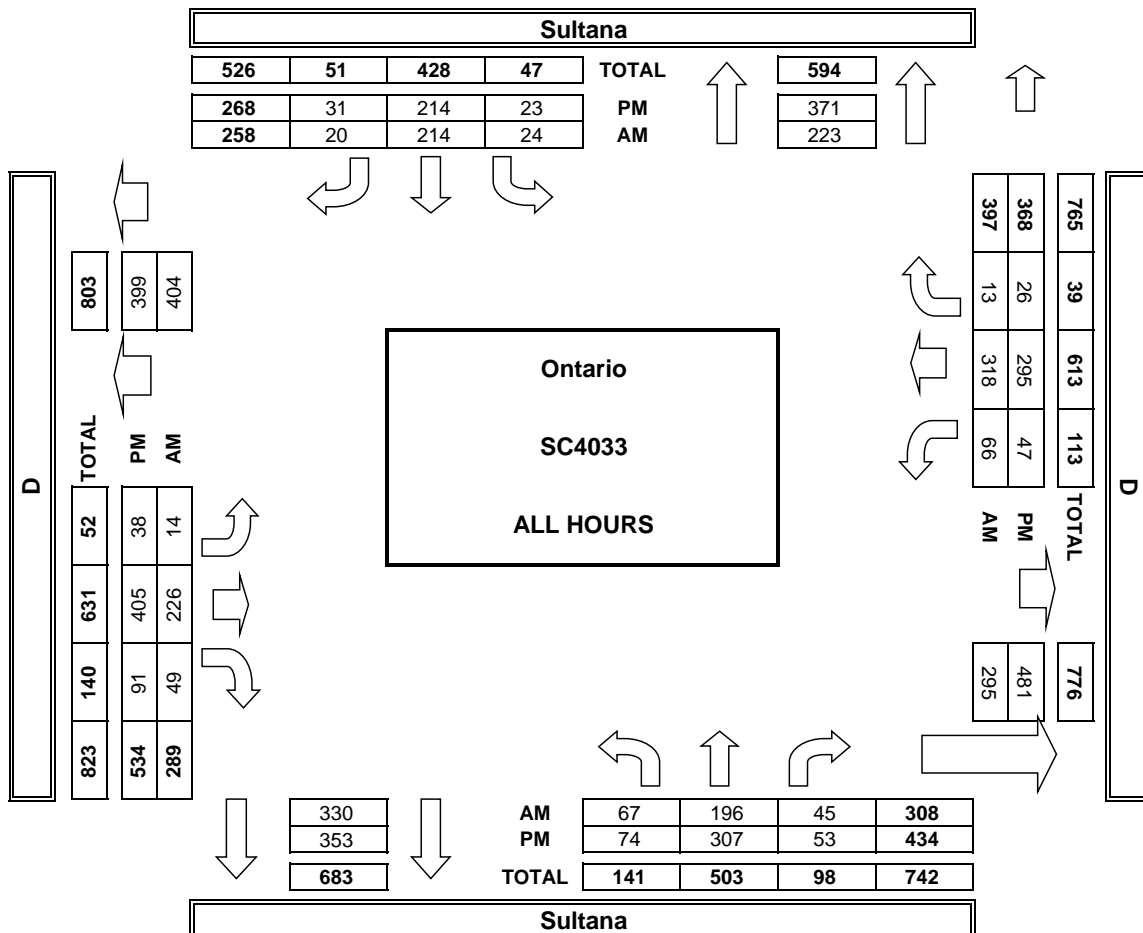 Sultana
526 51 428 47 TOTAL 594
268 31 214 23 PM 371
258 20 214 24 AM 223
D
803 399 404
TOTAL PM AM
52 38 14
631 405 226
140 91 49
823 534 289
Ontario
SC4033
ALL HOURS
397 368 765
13 26 39
318 295 613
66 47 113
AM PM TOTAL
295 481 776
D
330 AM 67 196 45 308
353 PM 74 307 53 434
683 TOTAL 141 503 98 742
Sultana